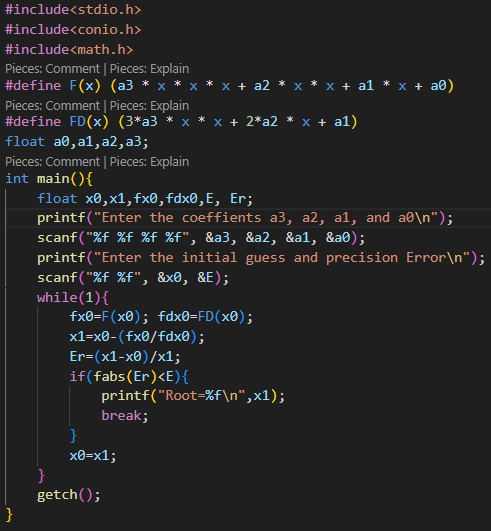 #include<stdio.h>
#include<conio.h>
#include<math.h>
Pieces: Comment | Pieces: Explain
#define F(x) (a3 * x * x * x + a2 * x * x + a1 * x + a0)
Pieces: Comment | Pieces: Explain
#define FD(x) (3*a3 * x * x + 2*a2 * x + a1)
float a0,a1,a2,a3;
Pieces: Comment | Pieces: Explain
int main(){
    float x0,x1,fx0,fdx0,E, Er;
    printf("Enter the coeffients a3, a2, a1, and a0\n");
    scanf("%f %f %f %f", &a3, &a2, &a1, &a0);
    printf("Enter the initial guess and precision Error\n");
    scanf("%f %f", &x0, &E);
    while(1){
        fx0=F(x0); fdx0=FD(x0);
        x1=x0-(fx0/fdx0);
        Er=(x1-x0)/x1;
        if(fabs(Er)<E){
            printf("Root=%f\n",x1);
            break;
        }
        x0=x1;
    }
    getch();
}